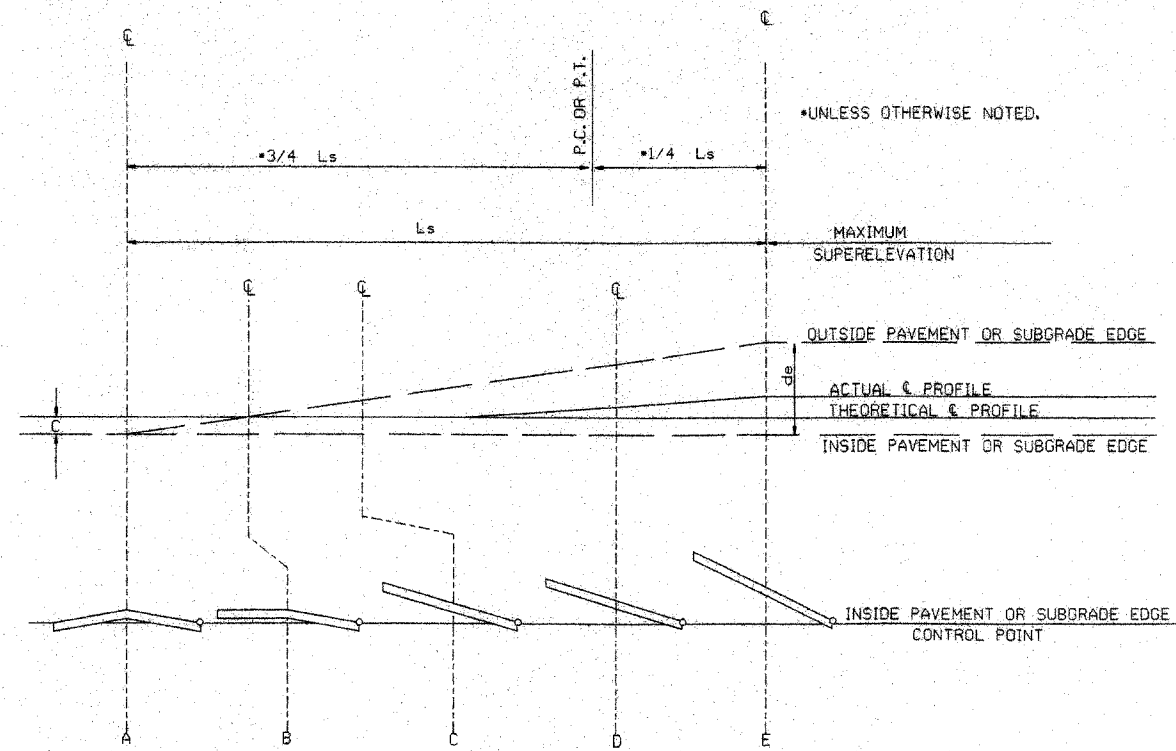 ℄
℄
P.C. OR P.T.
*UNLESS OTHERWISE NOTED.
*3/4 Ls
*1/4 Ls
Ls
MAXIMUM
SUPERELEVATION
℄
℄
℄
OUTSIDE PAVEMENT OR SUBGRADE EDGE
de
ACTUAL ℄ PROFILE
THEORETICAL ℄ PROFILE
C
INSIDE PAVEMENT OR SUBGRADE EDGE
INSIDE PAVEMENT OR SUBGRADE EDGE
CONTROL POINT
A B C D E